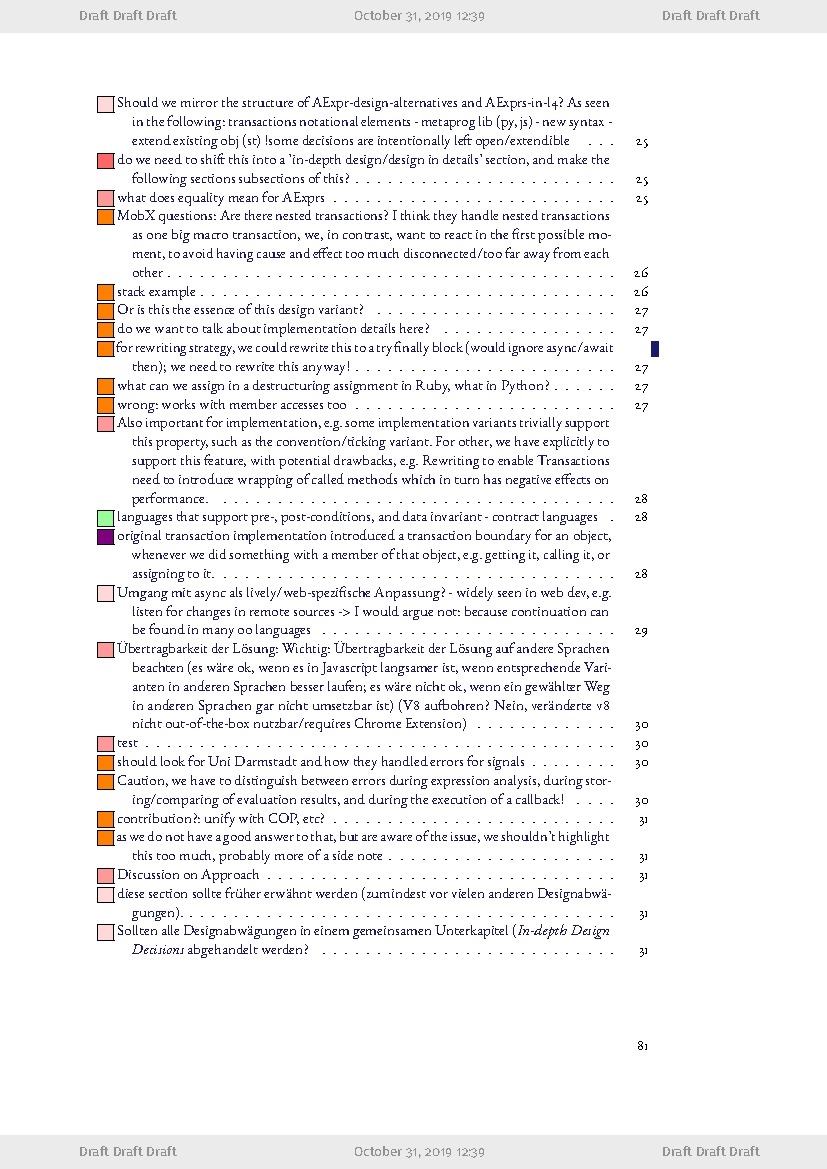 Draft Draft Draft October 31, 2019 12:39 Draft Draft Draft
Should we mirror the structure of AExpr-design-alternatives and AExprs-in-l4? As seen
in the following: transactions notational elements - metaprog lib (py, js) - new syntax -
extend existing obj (st) !some decisions are intentionally left open/extendible . . . 25
do we need to shift this into a 'in-depth design/design in details' section, and make the
following sections subsections of this? . . . . . . . . . . . . . . . . . . . . . . . . 25
what does equality mean for AExprs . . . . . . . . . . . . . . . . . . . . . . . . . . 25
MobX questions: Are there nested transactions? I think they handle nested transactions
as one big macro transaction, we, in contrast, want to react in the first possible mo-
ment, to avoid having cause and effect too much disconnected/too far away from each
other . . . . . . . . . . . . . . . . . . . . . . . . . . . . . . . . . . . . . . . . . 26
stack example . . . . . . . . . . . . . . . . . . . . . . . . . . . . . . . . . . . . . . 26
Or is this the essence of this design variant? . . . . . . . . . . . . . . . . . . . . . . 27
do we want to talk about implementation details here? . . . . . . . . . . . . . . . . 27
for rewriting strategy, we could rewrite this to a try finally block (would ignore async/await
then); we need to rewrite this anyway! . . . . . . . . . . . . . . . . . . . . . . . . 27
what can we assign in a destructuring assignment in Ruby, what in Python? . . . . . . 27
wrong: works with member accesses too . . . . . . . . . . . . . . . . . . . . . . . . 27
Also important for implementation, e.g. some implementation variants trivially support
this property, such as the convention/ticking variant. For other, we have explicitly to
support this feature, with potential drawbacks, e.g. Rewriting to enable Transactions
need to introduce wrapping of called methods which in turn has negative effects on
performance. . . . . . . . . . . . . . . . . . . . . . . . . . . . . . . . . . . . . 28
languages that support pre-, post-conditions, and data invariant - contract languages . 28
original transaction implementation introduced a transaction boundary for an object,
whenever we did something with a member of that object, e.g. getting it, calling it, or
assigning to it. . . . . . . . . . . . . . . . . . . . . . . . . . . . . . . . . . . . . 28
Umgang mit async als lively/web-spezifische Anpassung? - widely seen in web dev, e.g.
listen for changes in remote sources -> I would argue not: because continuation can
be found in many oo languages . . . . . . . . . . . . . . . . . . . . . . . . . . . 29
Übertragbarkeit der Lösung: Wichtig: Übertragbarkeit der Lösung auf andere Sprachen
beachten (es wäre ok, wenn es in Javascript langsamer ist, wenn entsprechende Vari-
anten in anderen Sprachen besser laufen; es wäre nicht ok, wenn ein gewählter Weg
in anderen Sprachen gar nicht umsetzbar ist) (V8 aufbohren? Nein, veränderte v8
nicht out-of-the-box nutzbar/requires Chrome Extension) . . . . . . . . . . . . . 30
test . . . . . . . . . . . . . . . . . . . . . . . . . . . . . . . . . . . . . . . . . . . 30
should look for Uni Darmstadt and how they handled errors for signals . . . . . . . . 30
Caution, we have to distinguish between errors during expression analysis, during stor-
ing/comparing of evaluation results, and during the execution of a callback! . . . . 30
contribution?: unify with COP, etc? . . . . . . . . . . . . . . . . . . . . . . . . . . 31
as we do not have a good answer to that, but are aware of the issue, we shouldn't highlight
this too much, probably more of a side note . . . . . . . . . . . . . . . . . . . . . 31
Discussion on Approach . . . . . . . . . . . . . . . . . . . . . . . . . . . . . . . . 31
diese section sollte früher erwähnt werden (zumindest vor vielen anderen Designabwä-
gungen). . . . . . . . . . . . . . . . . . . . . . . . . . . . . . . . . . . . . . . . 31
Sollten alle Designabwägungen in einem gemeinsamen Unterkapitel (In-depth Design
Decisions abgehandelt werden? . . . . . . . . . . . . . . . . . . . . . . . . . . . 31
81
Draft Draft Draft October 31, 2019 12:39 Draft Draft Draft